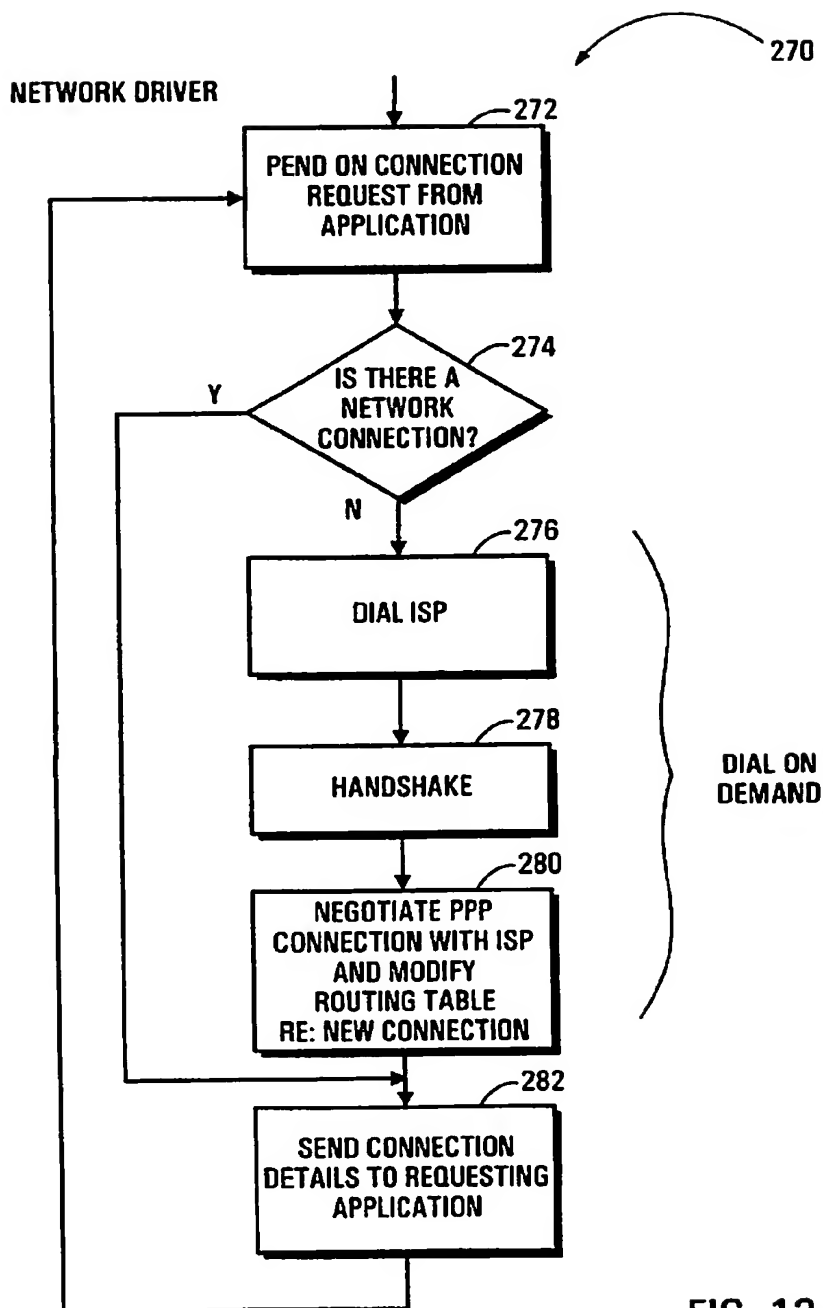 270
NETWORK DRIVER
272
PEND ON CONNECTION
REQUEST FROM
APPLICATION
274
IS THERE A
NETWORK
CONNECTION?
Y
N
276
DIAL ISP
278
HANDSHAKE
DIAL ON
DEMAND
280
NEGOTIATE PPP
CONNECTION WITH ISP
AND MODIFY
ROUTING TABLE
RE: NEW CONNECTION
282
SEND CONNECTION
DETAILS TO REQUESTING
APPLICATION